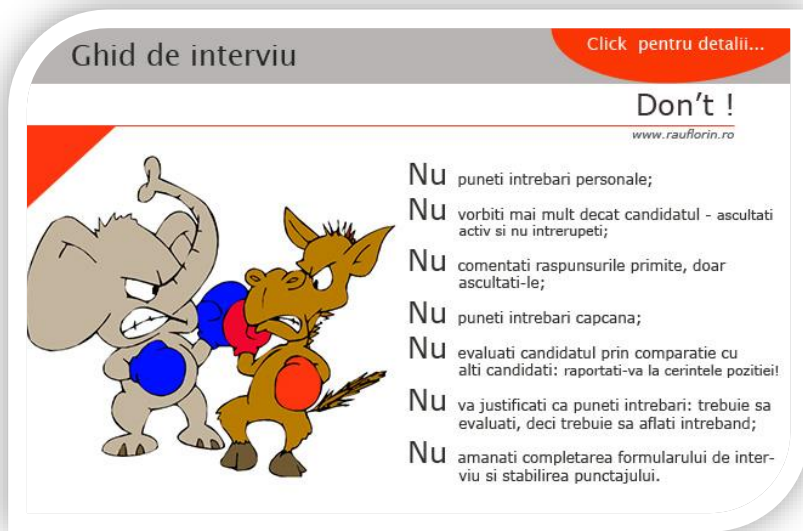 Ghid de interviu
Click pentru detalii...
Don't !
www.rauflorin.ro
Nu puneti intrebari personale;
Nu vorbiti mai mult decat candidatul - ascultati
activ si nu intrerupeti;
Nu comentati raspunsurile primite, doar
ascultati-le;
Nu puneti intrebari capcana;
Nu evaluati candidatul prin comparatie cu
alti candidati: raportati-va la cerintele pozitiei!
Nu va justificati ca puneti intrebari: trebuie sa
evaluati, deci trebuie sa aflati intreband;
Nu amanati completarea formularului de inter-
viu si stabilirea punctajului.